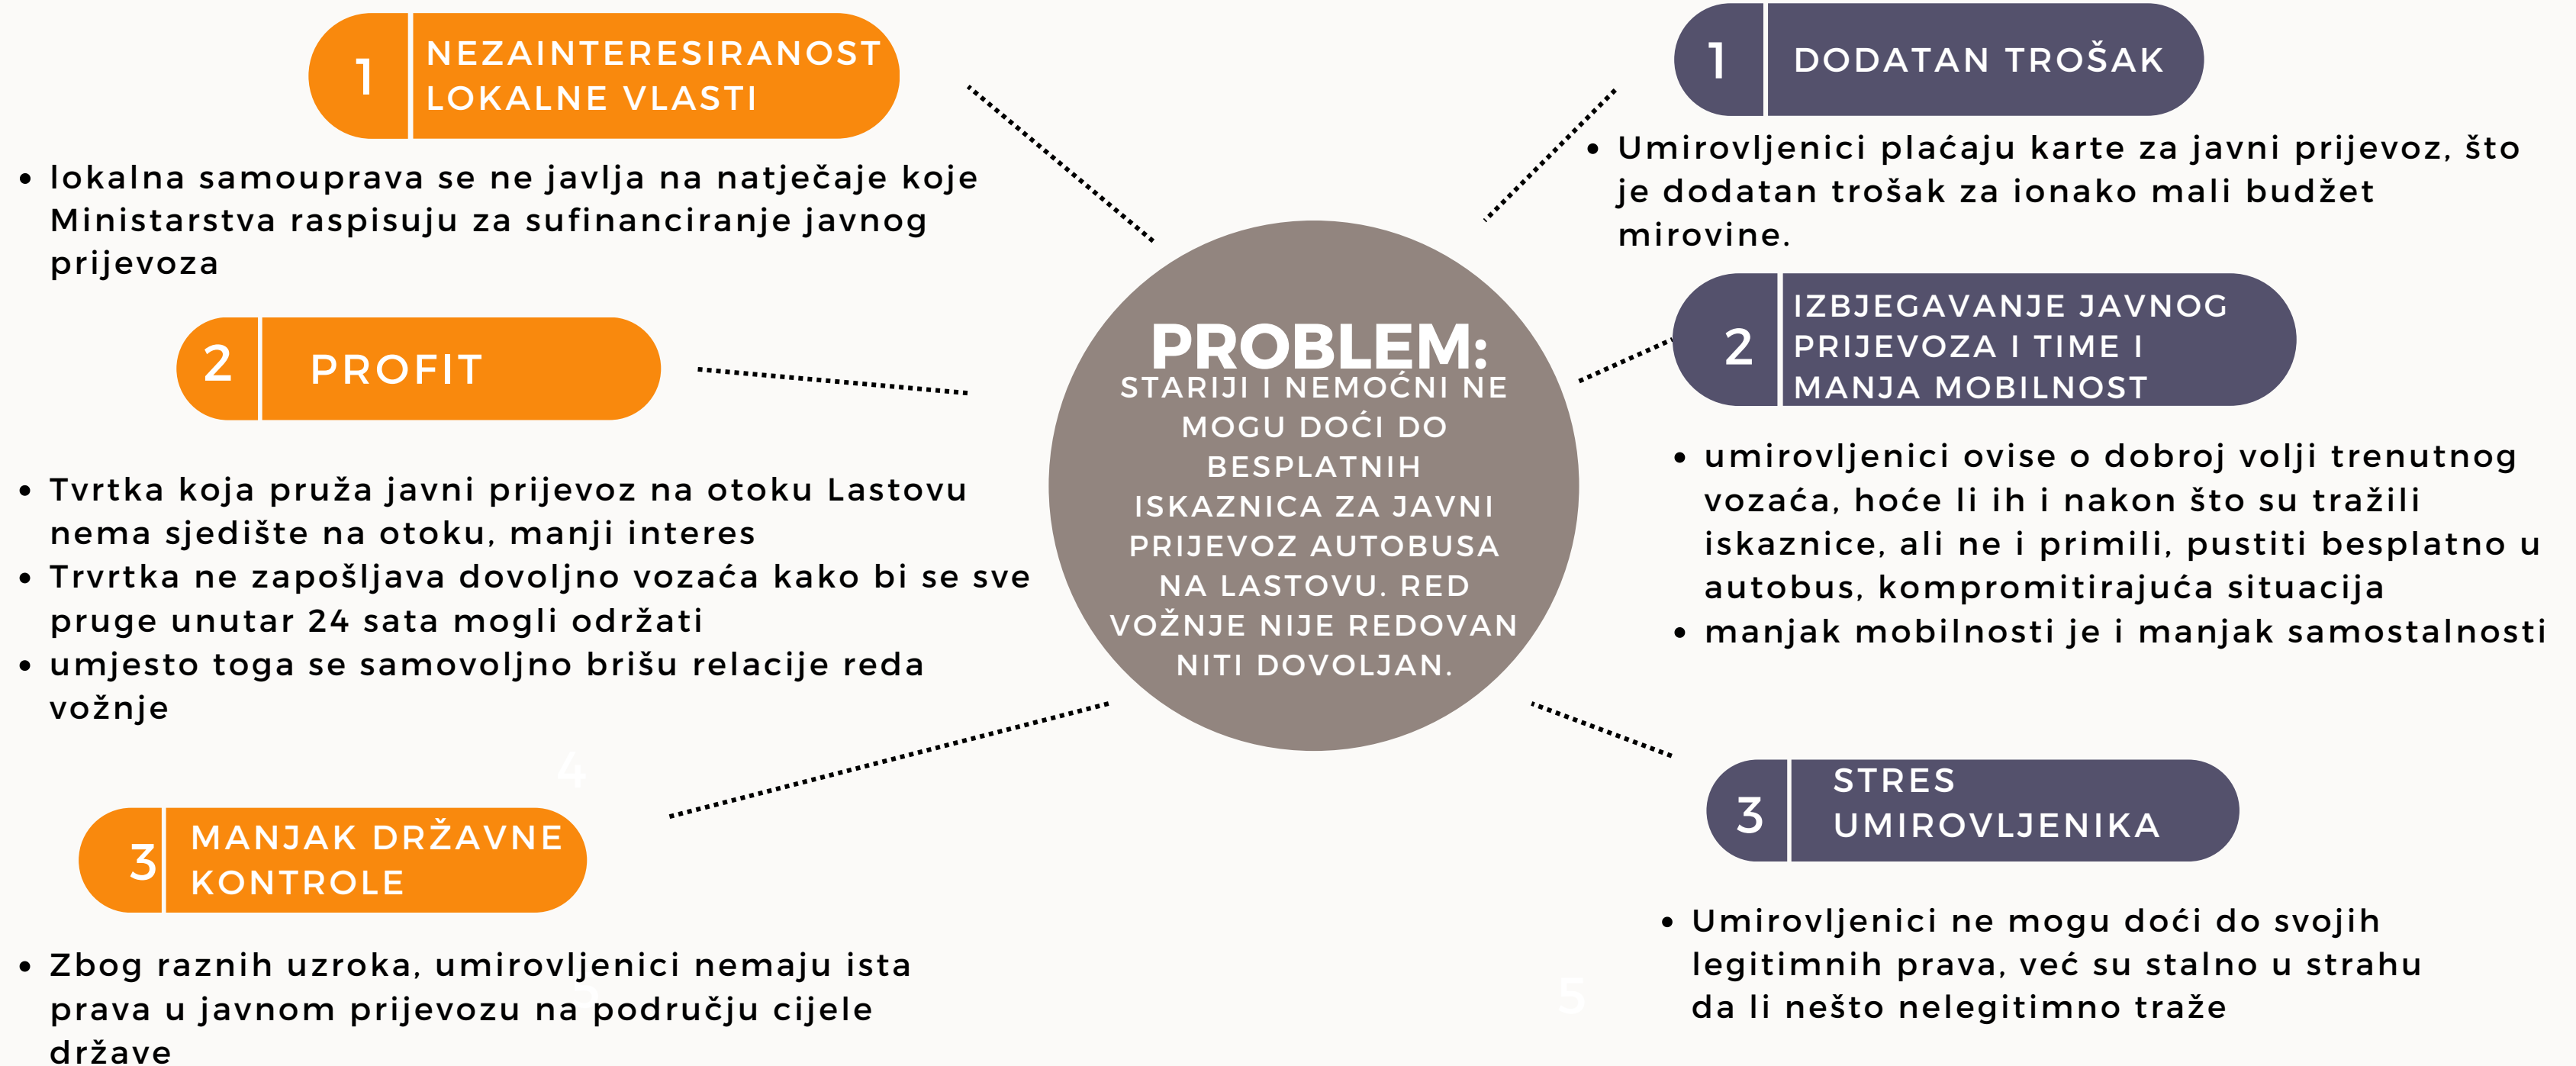 1
NEZAINTERESIRANOST
LOKALNE VLASTI
lokalna samouprava se ne javlja na natječaje koje
Ministarstva raspisuju za sufinanciranje javnog
prijevoza
2
PROFIT
Tvrtka koja pruža javni prijevoz na otoku Lastovu
nema sjedište na otoku, manji interes
Trvrtka ne zapošljava dovoljno vozaća kako bi se sve
pruge unutar 24 sata mogli održati
umjesto toga se samovoljno brišu relacije reda
vožnje
4
3
MANJAK DRŽAVNE
KONTROLE
Zbog raznih uzroka, umirovljenici nemaju ista
prava u javnom prijevozu na području cijele
države
5
PROBLEM:
STARIJI I NEMOĆNI NE
MOGU DOĆI DO
BESPLATNIH
ISKAZNICA ZA JAVNI
PRIJEVOZ AUTOBUSA
NA LASTOVU. RED
VOŽNJE NIJE REDOVAN
NITI DOVOLJAN.
1
DODATAN TROŠAK
Umirovljenici plaćaju karte za javni prijevoz, što
je dodatan trošak za ionako mali budžet
mirovine.
2
IZBJEGAVANJE JAVNOG
PRIJEVOZA I TIME I
MANJA MOBILNOST
umirovljenici ovise o dobroj volji trenutnog
vozaća, hoće li ih i nakon što su tražili
iskaznice, ali ne i primili, pustiti besplatno u
autobus, kompromitirajuća situacija
manjak mobilnosti je i manjak samostalnosti
3
STRES
UMIROVLJENIKA
Umirovljenici ne mogu doći do svojih
legitimnih prava, već su stalno u strahu
da li nešto nelegitimno traže
5